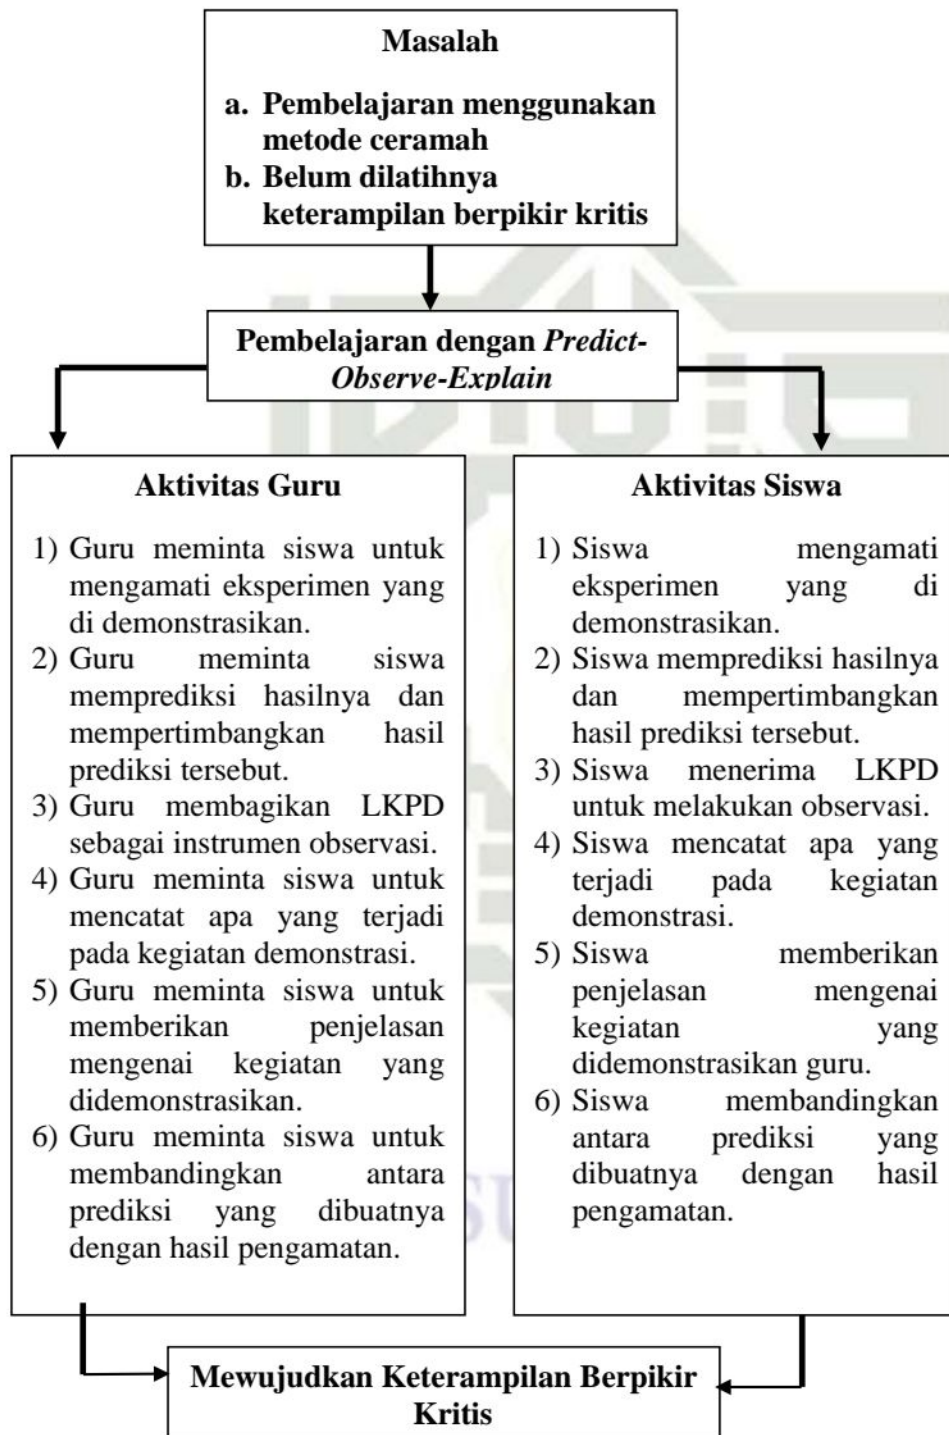 Masalah
a. Pembelajaran menggunakan
metode ceramah
b. Belum dilatihnya
keterampilan berpikir kritis
Pembelajaran dengan Predict-
Observe-Explain
Aktivitas Guru
1) Guru meminta siswa untuk
mengamati eksperimen yang
di demonstrasikan.
2) Guru meminta siswa
memprediksi hasilnya dan
mempertimbangkan hasil
prediksi tersebut.
3) Guru membagikan LKPD
sebagai instrumen observasi.
4) Guru meminta siswa untuk
mencatat apa yang terjadi
pada kegiatan demonstrasi.
5) Guru meminta siswa untuk
memberikan penjelasan
mengenai kegiatan yang
didemonstrasikan.
6) Guru meminta siswa untuk
membandingkan antara
prediksi yang dibuatnya
dengan hasil pengamatan.
Aktivitas Siswa
1) Siswa mengamati
eksperimen yang di
demonstrasikan.
2) Siswa memprediksi hasilnya
dan mempertimbangkan
hasil prediksi tersebut.
3) Siswa menerima LKPD
untuk melakukan observasi.
4) Siswa mencatat apa yang
terjadi pada kegiatan
demonstrasi.
5) Siswa memberikan
penjelasan mengenai
kegiatan yang
didemonstrasikan guru.
6) Siswa membandingkan
antara prediksi yang
dibuatnya dengan hasil
pengamatan.
Mewujudkan Keterampilan Berpikir
Kritis